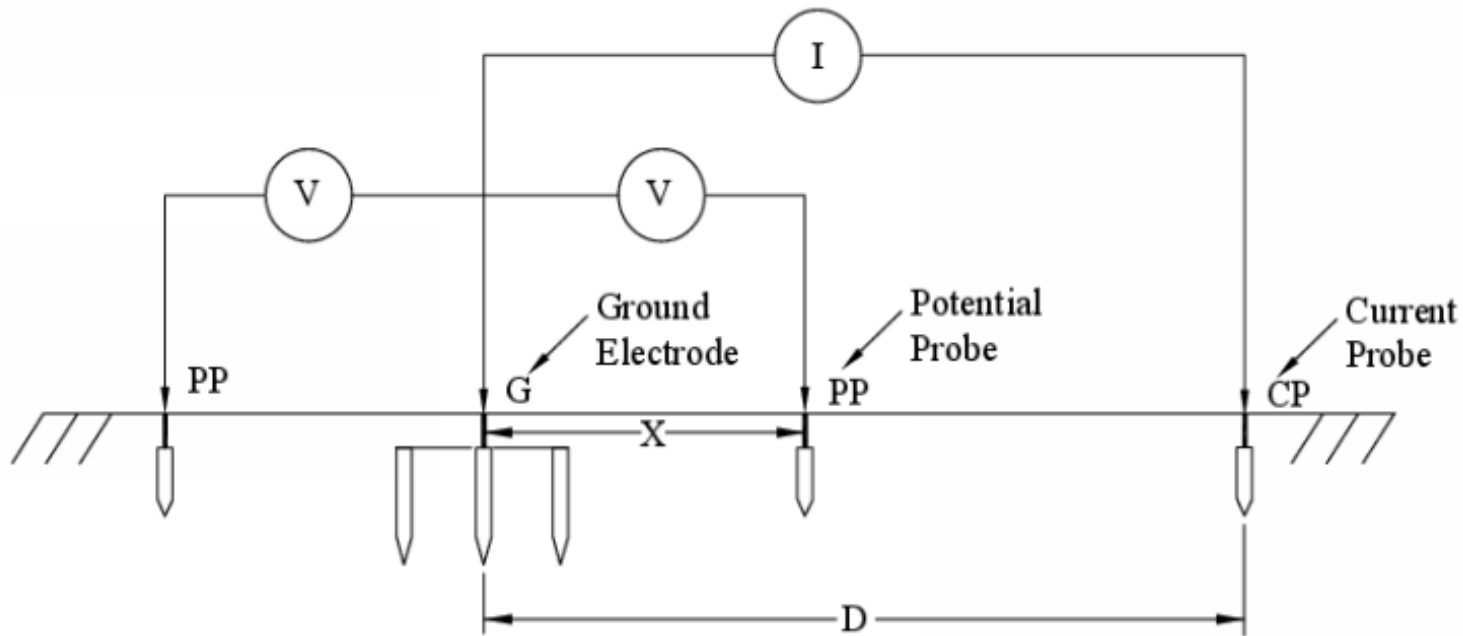 I
V
V
Ground
Electrode
Potential
Probe
Current
Probe
PP
G
PP
CP
X
D